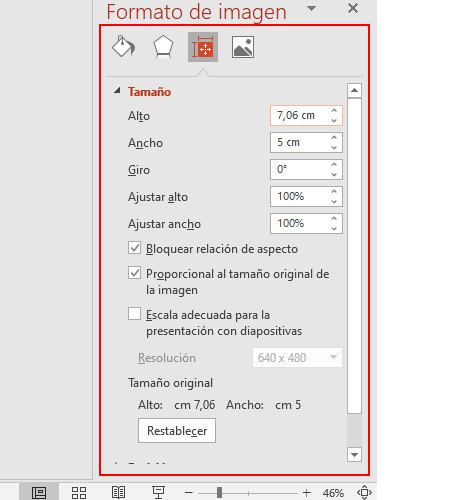 Formato de imagen
Tamaño
Alto 7,06 cm
Ancho 5 cm
Giro 0°
Ajustar alto 100%
Ajustar ancho 100%
Bloquear relación de aspecto
Proporcional al tamaño original de
la imagen
Escala adecuada para la
presentación con diapositivas
Resolución 640 x 480
Tamaño original
Alto: cm 7,06 Ancho: cm 5
Restablecer
46%